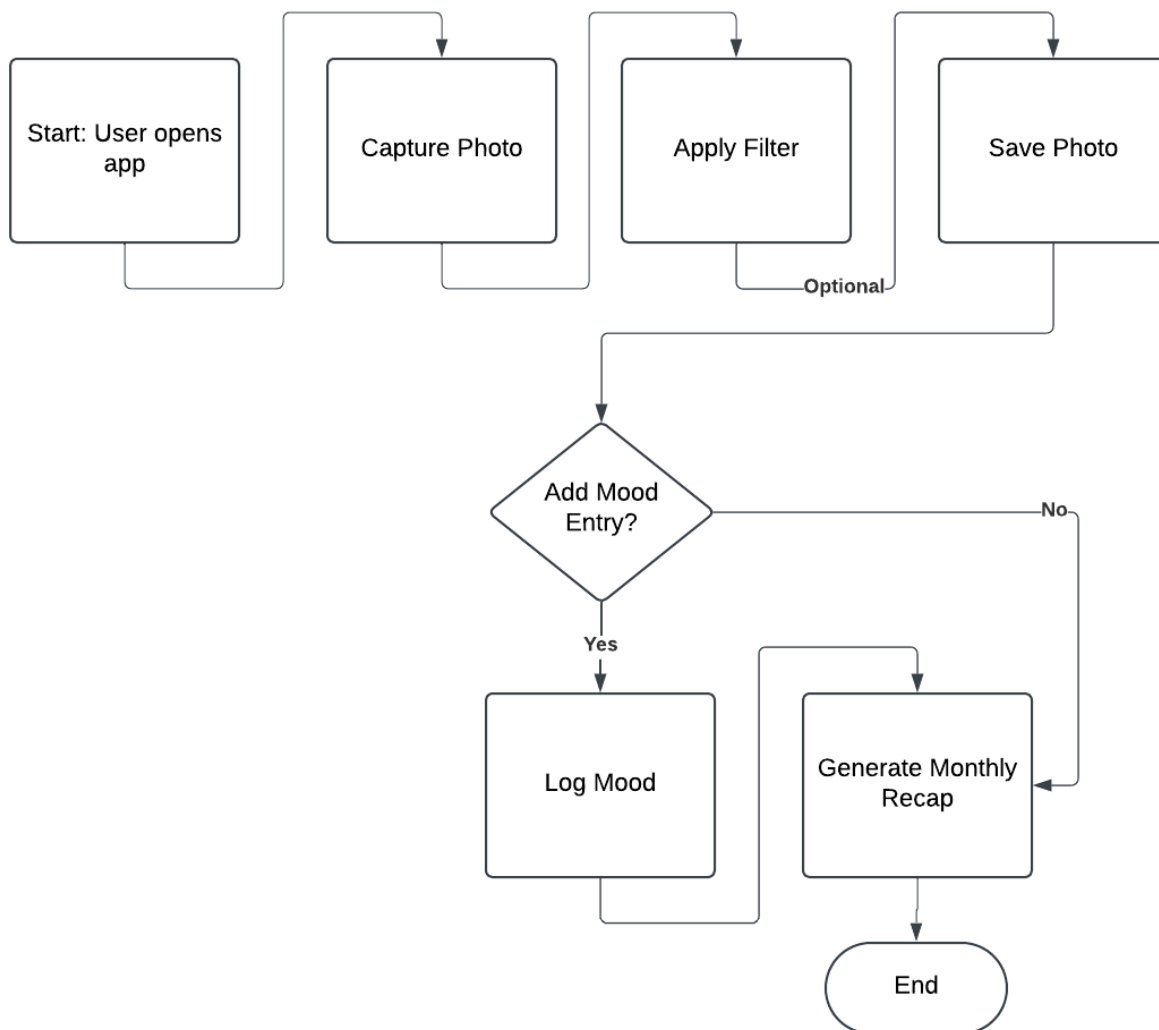 Start: User opens
app
Capture Photo
Apply Filter
Save Photo
Optional
Add Mood
Entry?
No
Yes
Log Mood
Generate Monthly
Recap
End